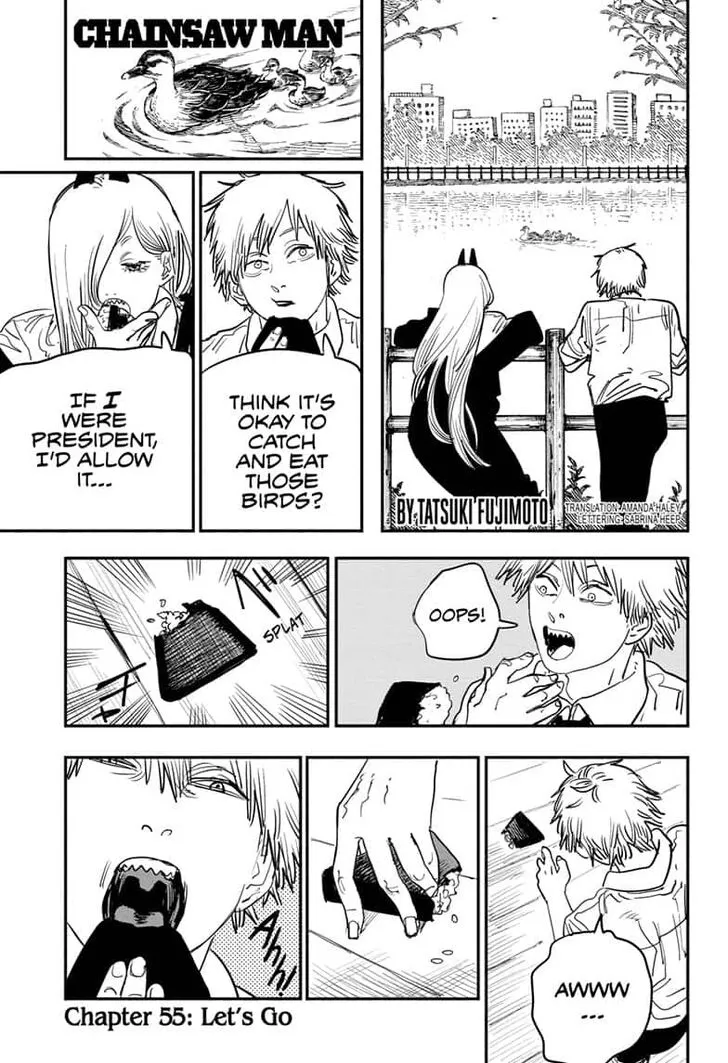 CHAINSAW MAN
BY TATSUKI FUJIMOTO
TRANSLATION: AMANDA HALEY
LETTERING: SABRINA HEEP
THINK IT'S
OKAY TO
CATCH
AND EAT
THOSE
BIRDS?
IF I
WERE
PRESIDENT,
I'D ALLOW
IT...
OOPS!
SPLAT
AWWW
...
Ahh!
Chapter 55: Let's Go